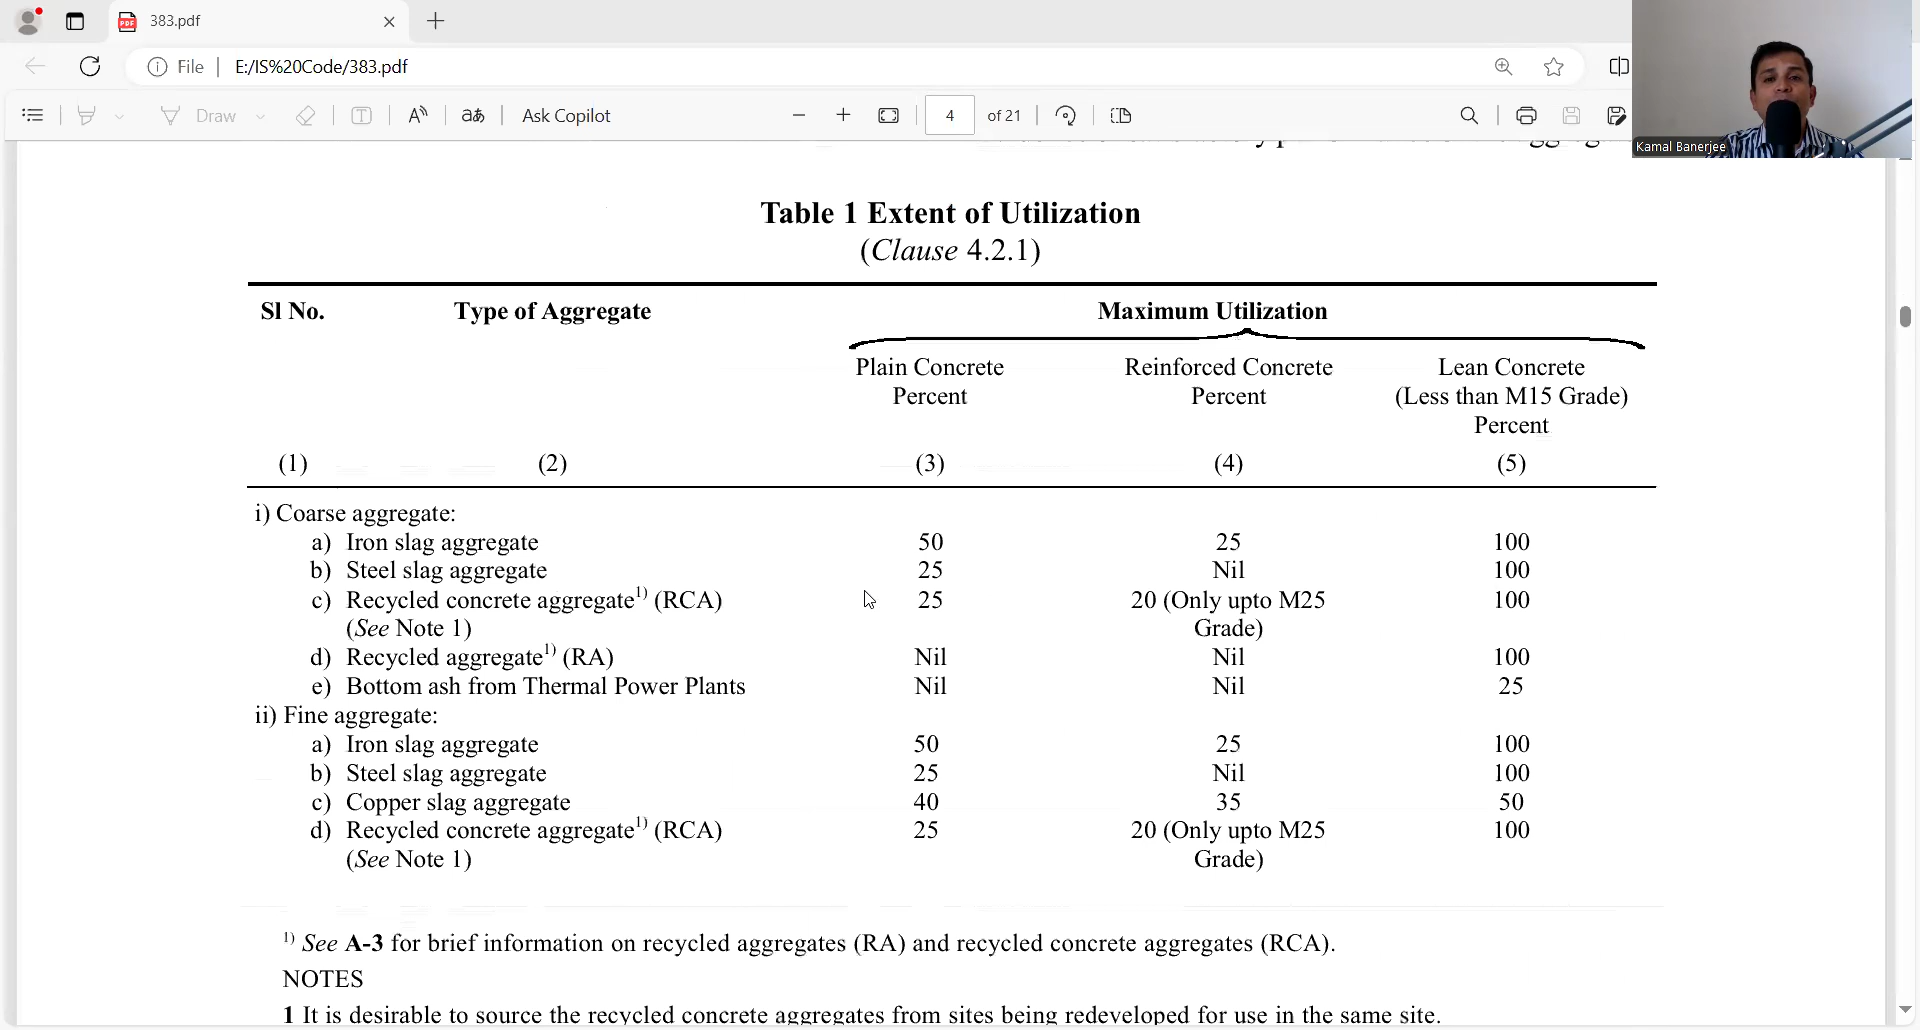 383.pdf
File E:/IS%20Code/383.pdf
Draw Ask Copilot 4 of 21
Kamal Banerjee
Table 1 Extent of Utilization
(Clause 4.2.1)
Sl No. Type of Aggregate Maximum Utilization
Plain Concrete Reinforced Concrete Lean Concrete
Percent Percent (Less than M15 Grade)
Percent
(1) (2) (3) (4) (5)
i) Coarse aggregate:
a) Iron slag aggregate 50 25 100
b) Steel slag aggregate 25 Nil 100
c) Recycled concrete aggregate1) (RCA) 25 20 (Only upto M25 100
(See Note 1) Grade)
d) Recycled aggregate1) (RA) Nil Nil 100
e) Bottom ash from Thermal Power Plants Nil Nil 25
ii) Fine aggregate:
a) Iron slag aggregate 50 25 100
b) Steel slag aggregate 25 Nil 100
c) Copper slag aggregate 40 35 50
d) Recycled concrete aggregate1) (RCA) 25 20 (Only upto M25 100
(See Note 1) Grade)
1) See A-3 for brief information on recycled aggregates (RA) and recycled concrete aggregates (RCA).
NOTES
1 It is desirable to source the recycled concrete aggregates from sites being redeveloped for use in the same site.